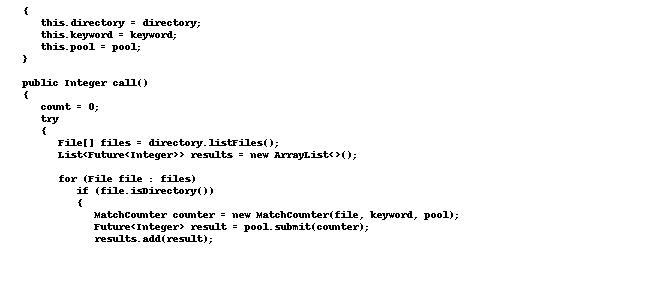 {
this.directory = directory;
this.keyword = keyword;
this.pool = pool;
}
public Integer call()
{
count = 0;
try
{
File[] files = directory.listFiles();
List<Future<Integer>> results = new ArrayList<>();
for (File file : files)
if (file.isDirectory())
{
MatchCounter counter = new MatchCounter(file, keyword, pool);
Future<Integer> result = pool.submit(counter);
results.add(result);